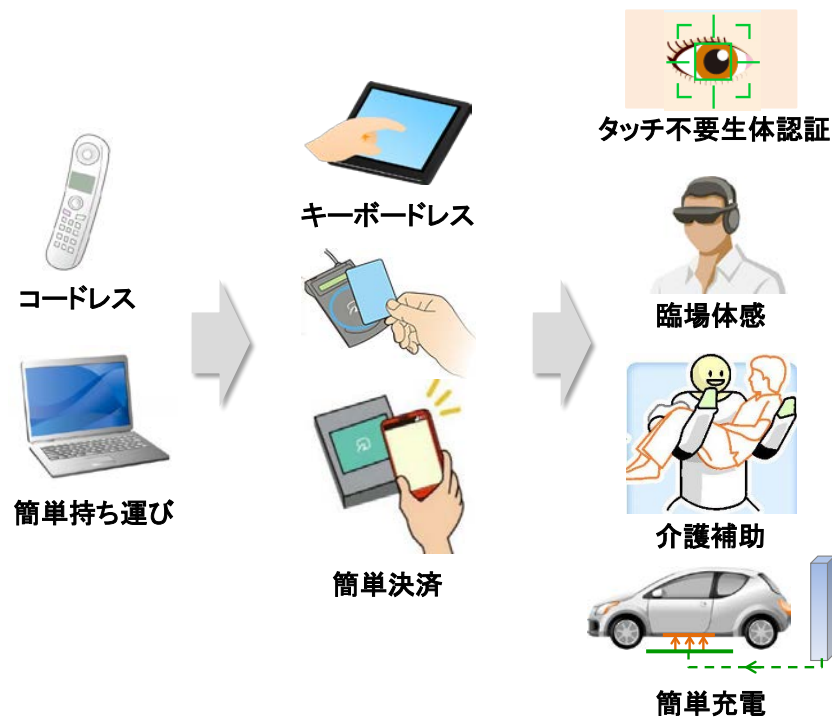 コードレス
簡単持ち運び
キーボードレス
簡単決済
タッチ不要生体認証
臨場体感
介護補助
簡単充電